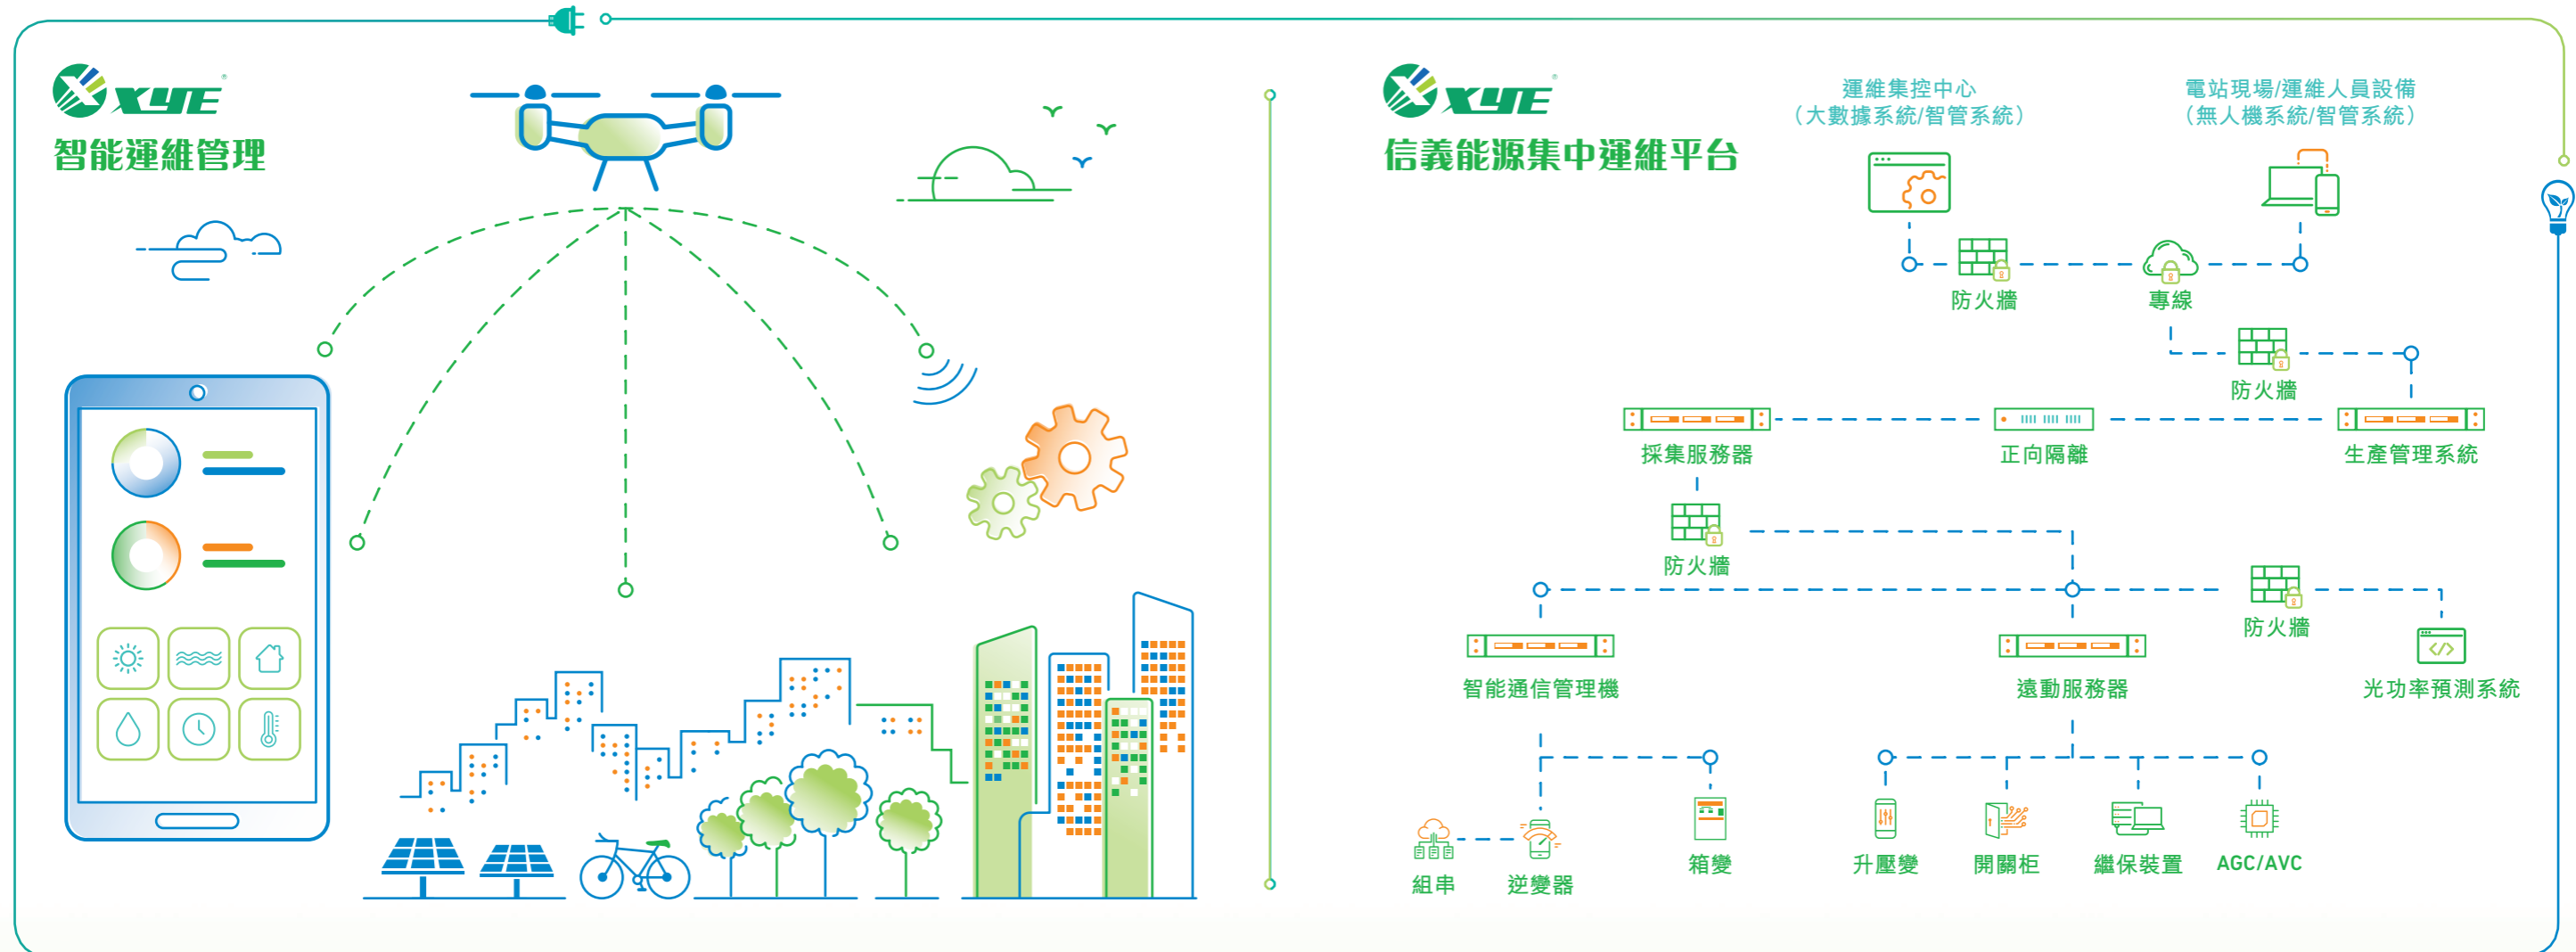 XYE®
智能運維管理
XYE®
信義能源集中運維平台
運維集控中心
（大數據系統/智管系統）
電站現場/運維人員設備
（無人機系統/智管系統）
防火牆
專線
防火牆
採集服務器
正向隔離
生產管理系統
防火牆
防火牆
智能通信管理機
遠動服務器
光功率預測系統
組串
逆變器
箱變
升壓變
開關柜
繼保裝置
AGC/AVC